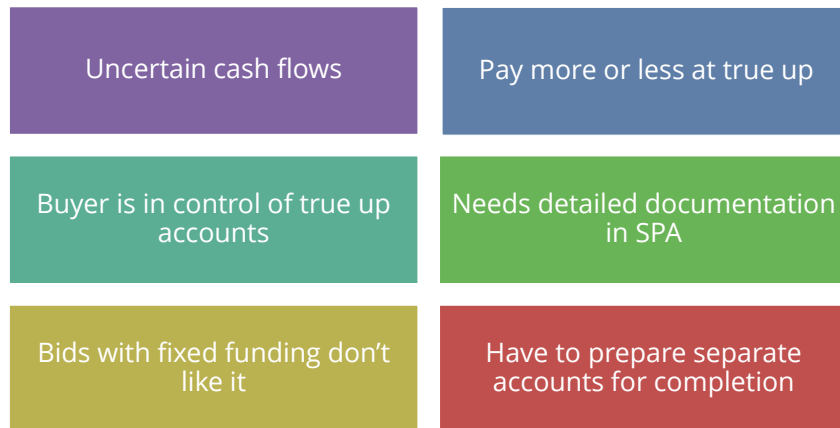 Uncertain cash flows
Pay more or less at true up
Buyer is in control of true up
accounts
Needs detailed documentation
in SPA
Bids with fixed funding don’t
like it
Have to prepare separate
accounts for completion